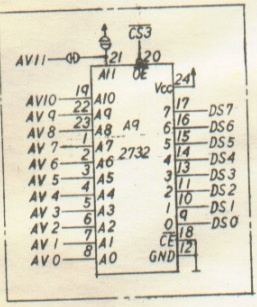 CS3
AV11 21 20
A11 OE
VCC 24
AV10 19 A10
AV9 22 A9
AV8 23 A8
AV7 1 A7
AV6 2 A6
AV5 3 A5
AV4 4 A4
AV3 5 A3
AV2 6 A2
AV1 7 A1
AV0 8 A0
A9
2732
7 17 DS7
6 16 DS6
5 15 DS5
4 14 DS4
3 13 DS3
2 11 DS2
1 10 DS1
0 9 DS0
CE 18
GND 12